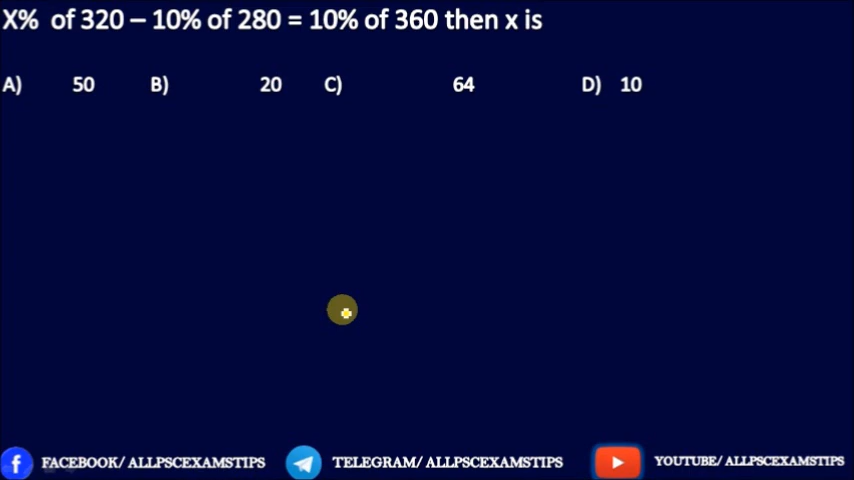 X% of 320 – 10% of 280 = 10% of 360 then x is
A) 50 B) 20 C) 64 D) 10
FACEBOOK/ ALLPSCEXAMSTIPS TELEGRAM/ ALLPSCEXAMSTIPS YOUTUBE/ ALLPSCEXAMSTIPS